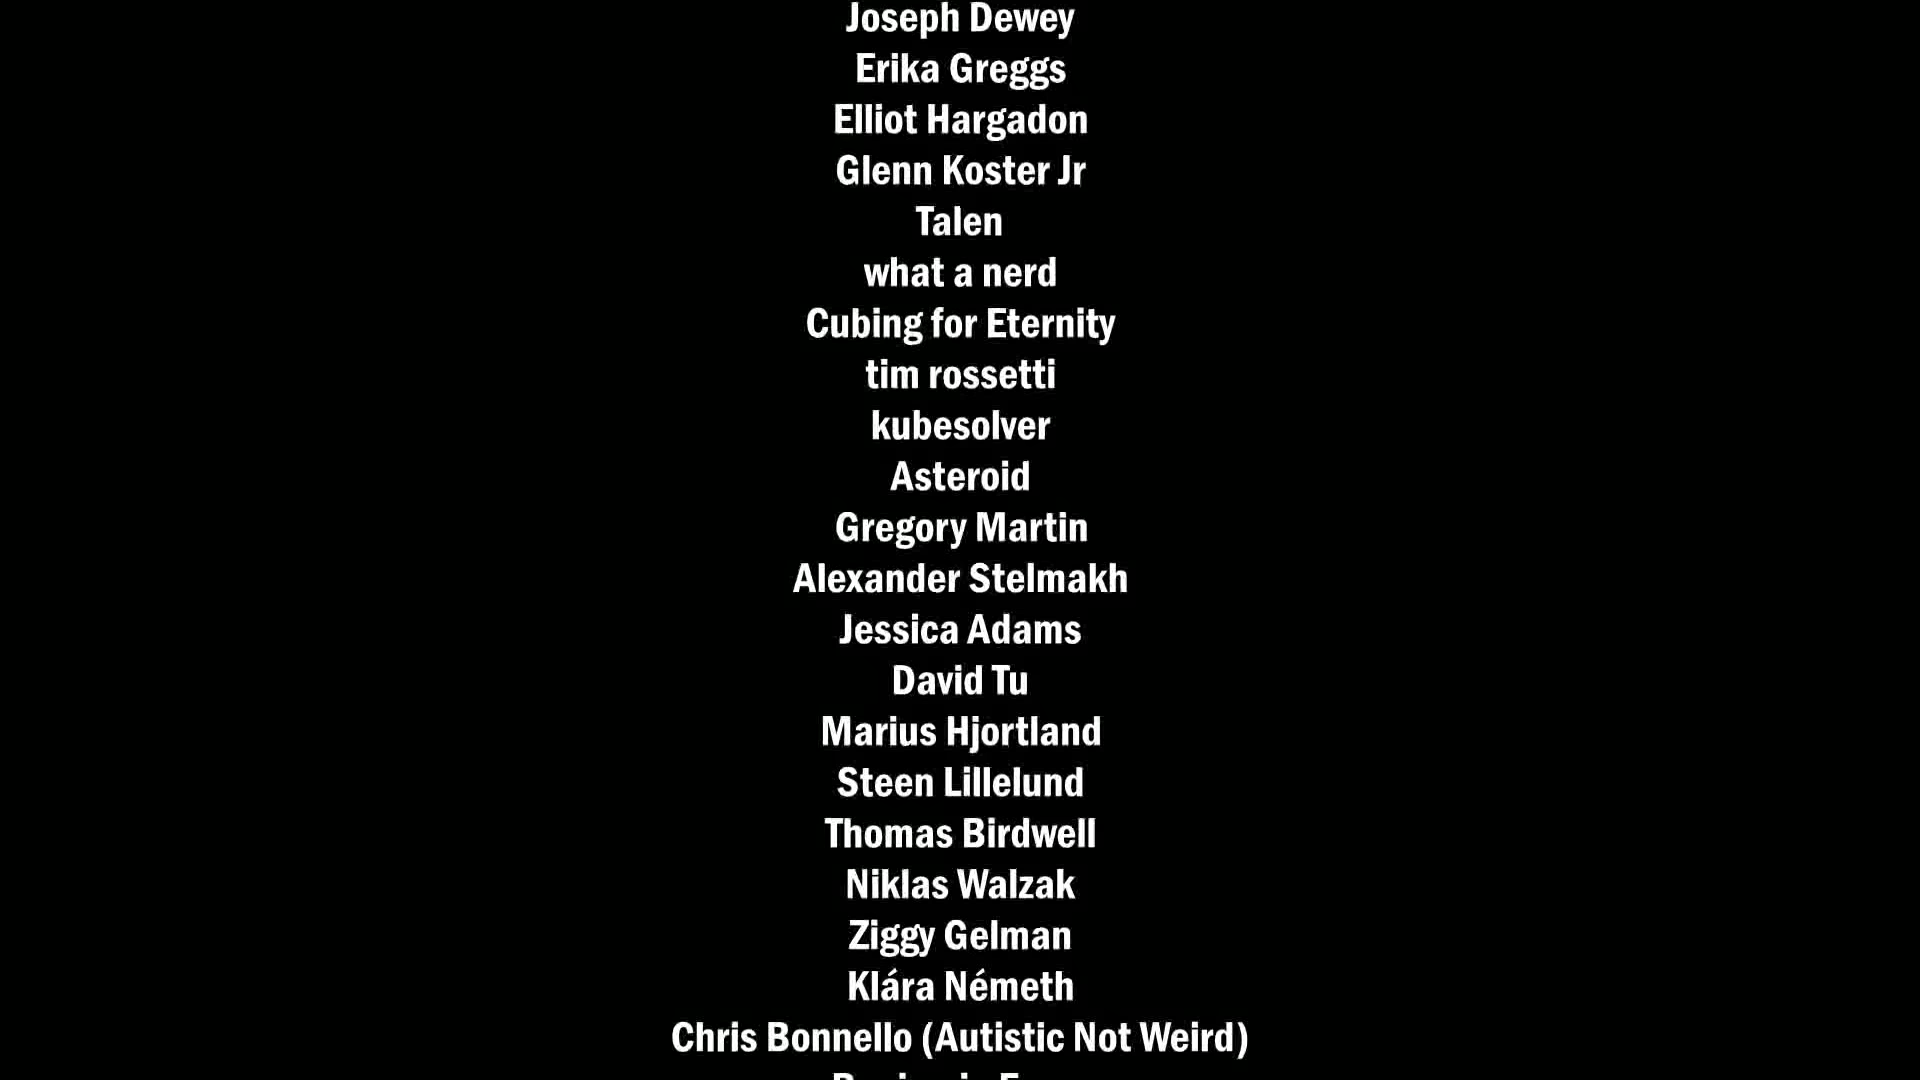 Joseph Dewey
Erika Greggs
Elliot Hargadon
Glenn Koster Jr
Talen
what a nerd
Cubing for Eternity
tim rossetti
kubesolver
Asteroid
Gregory Martin
Alexander Stelmakh
Jessica Adams
David Tu
Marius Hjortland
Steen Lillelund
Thomas Birdwell
Niklas Walzak
Ziggy Gelman
Klára Németh
Chris Bonnello (Autistic Not Weird)